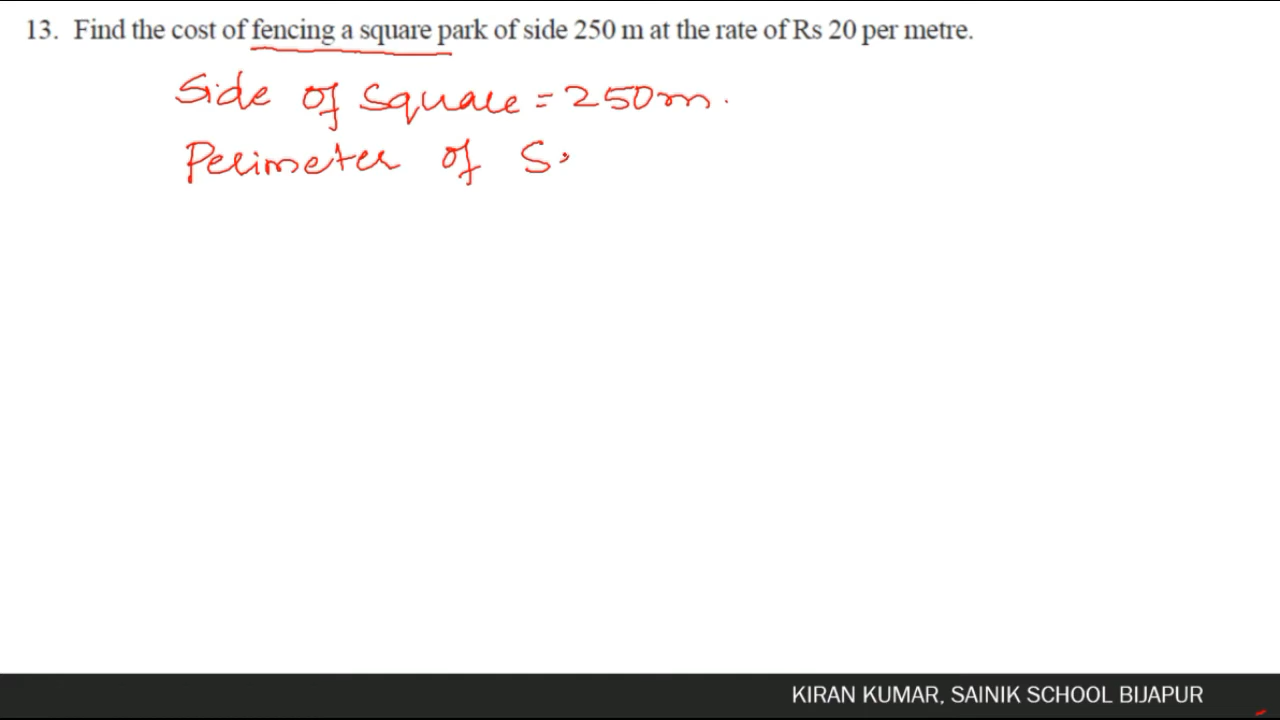 13. Find the cost of fencing a square park of side 250 m at the rate of Rs 20 per metre.
Side of Square = 250m.
Perimeter of S
KIRAN KUMAR, SAINIK SCHOOL BIJAPUR